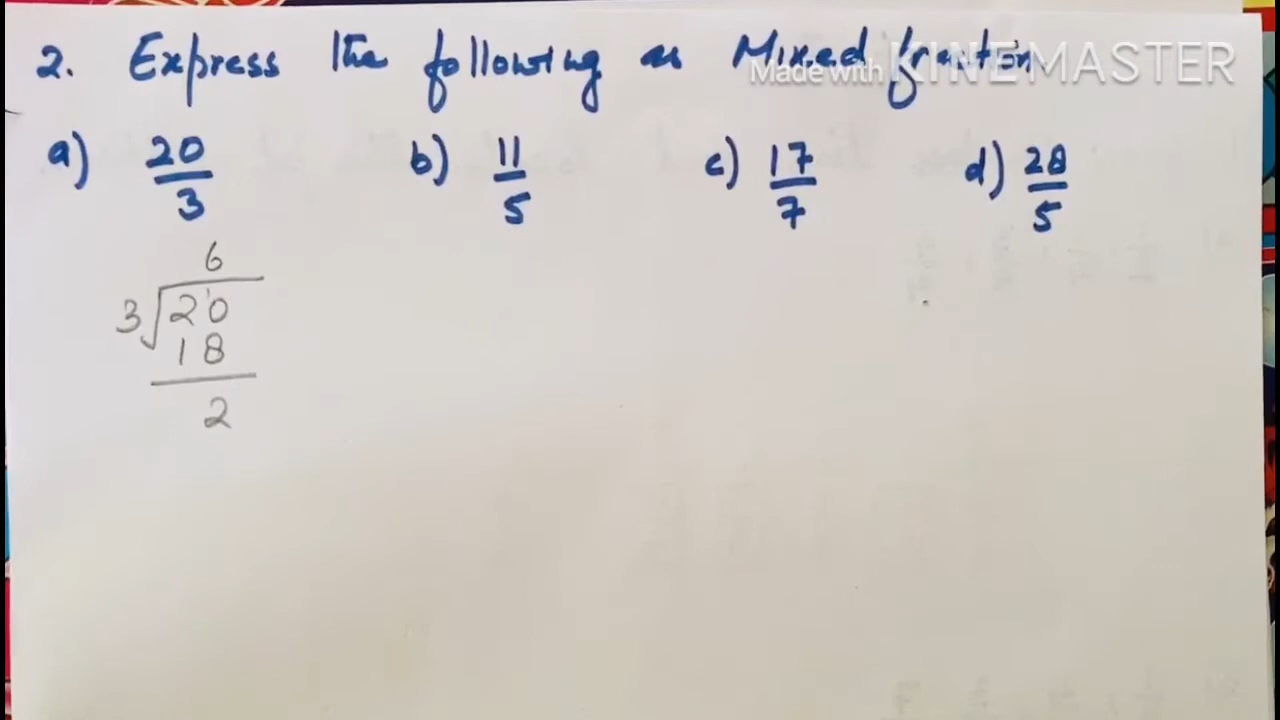 2. Express the following as Mixed fraction
Made with KINEMASTER
a) 20/3 b) 11/5 c) 17/7 d) 28/5
6
3√20
18
2